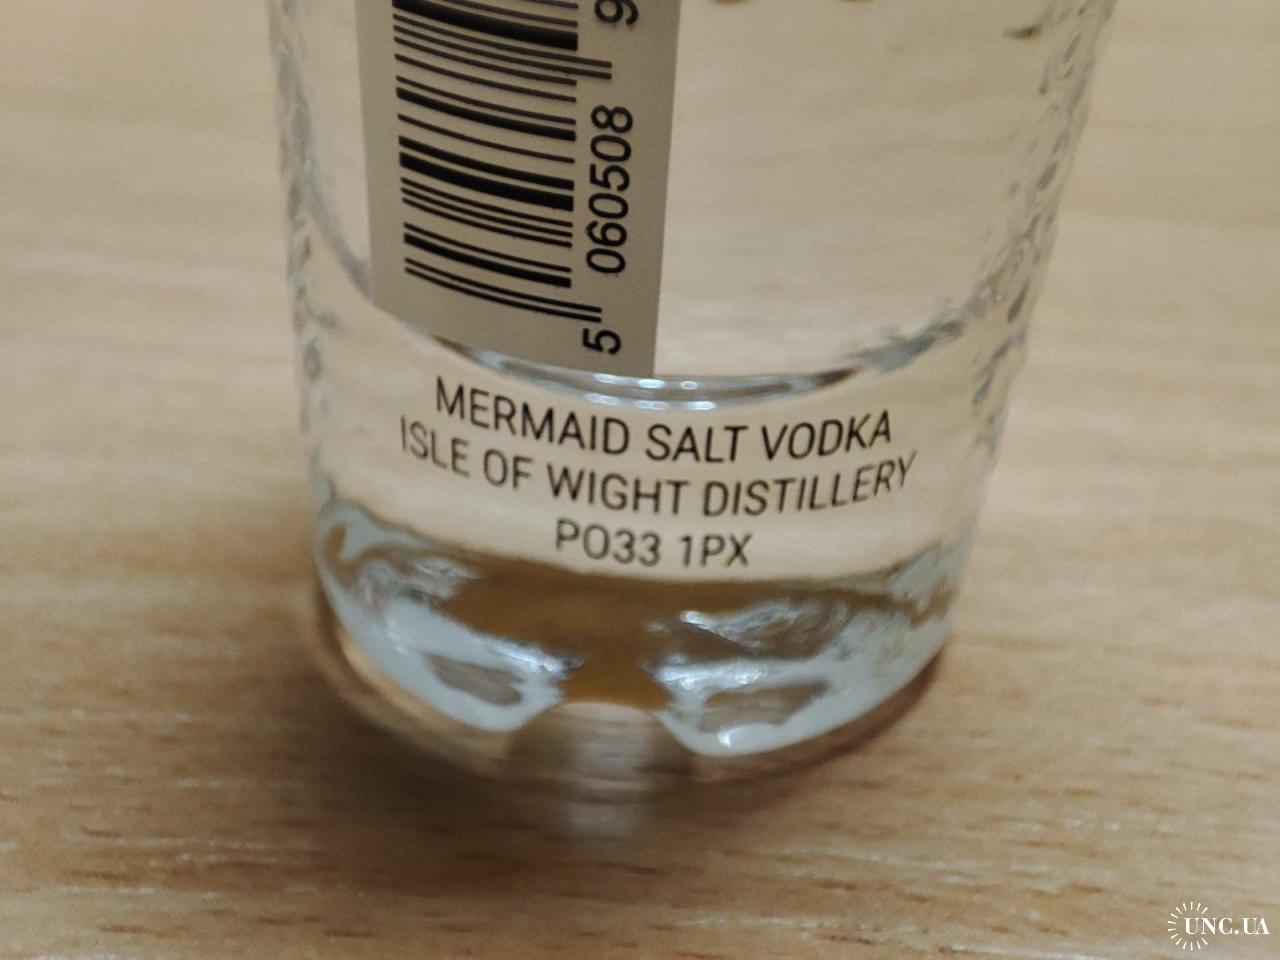 5 060508 9
MERMAID SALT VODKA
ISLE OF WIGHT DISTILLERY
PO33 1PX
UNC.UA